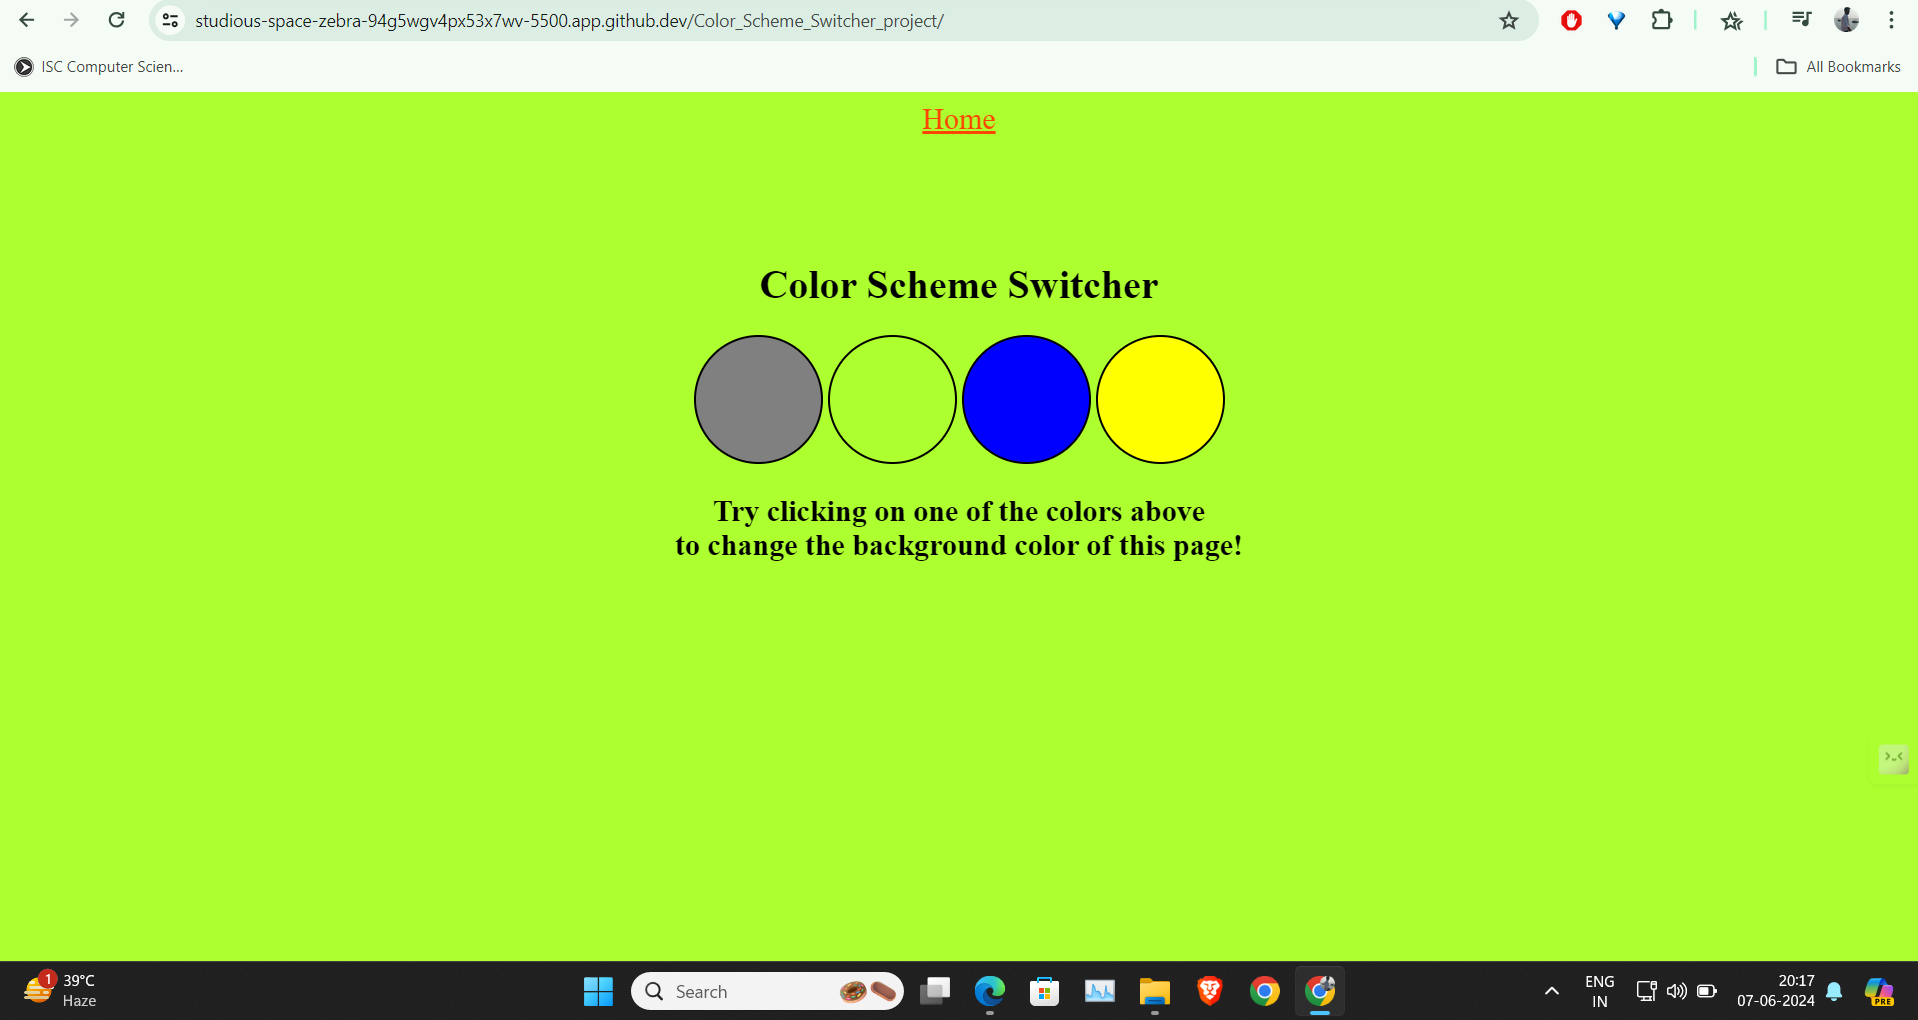 studious-space-zebra-94g5wgv4px53x7wv-5500.app.github.dev/Color_Scheme_Switcher_project/
ISC Computer Scien...
All Bookmarks
Home
Color Scheme Switcher
Try clicking on one of the colors above
to change the background color of this page!
1
39°C
Haze
Search
ENG
IN
20:17
07-06-2024
PRE